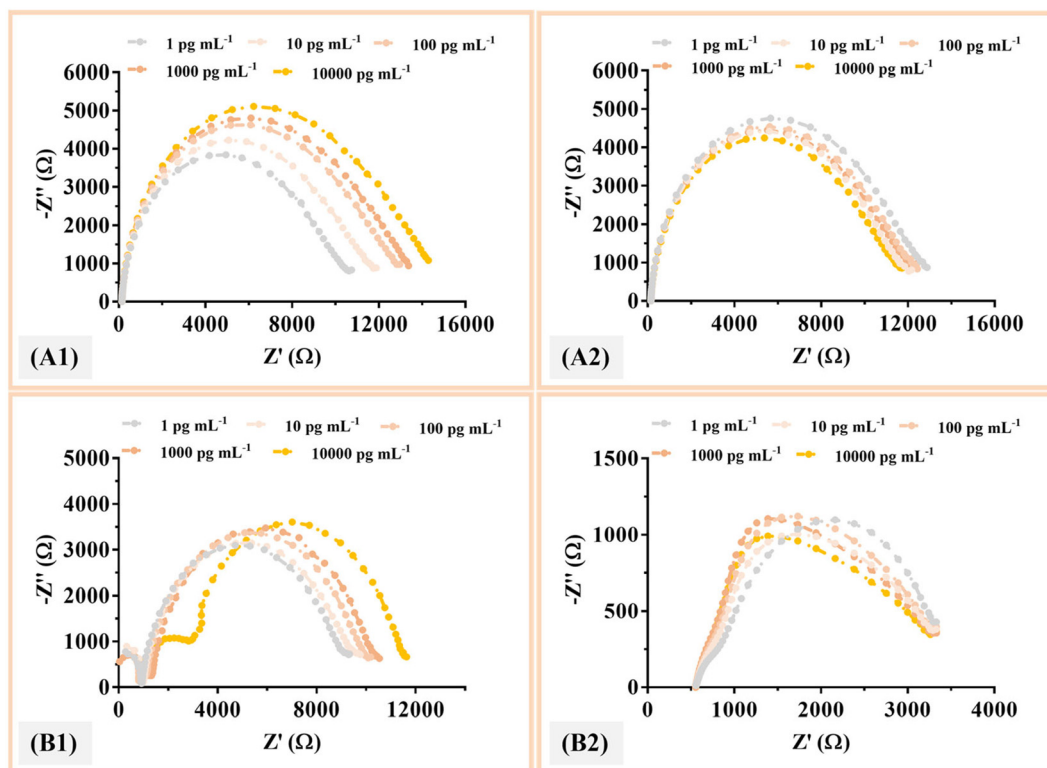 1 pg mL⁻¹ 10 pg mL⁻¹ 100 pg mL⁻¹
1000 pg mL⁻¹ 10000 pg mL⁻¹
6000
5000
4000
3000
2000
1000
0
-Z'' (Ω)
0 4000 8000 12000 16000
Z' (Ω)
(A1)
1 pg mL⁻¹ 10 pg mL⁻¹ 100 pg mL⁻¹
1000 pg mL⁻¹ 10000 pg mL⁻¹
6000
5000
4000
3000
2000
1000
0
-Z'' (Ω)
0 4000 8000 12000 16000
Z' (Ω)
(A2)
1 pg mL⁻¹ 10 pg mL⁻¹ 100 pg mL⁻¹
1000 pg mL⁻¹ 10000 pg mL⁻¹
5000
4000
3000
2000
1000
0
-Z'' (Ω)
0 4000 8000 12000
Z' (Ω)
(B1)
1 pg mL⁻¹ 10 pg mL⁻¹ 100 pg mL⁻¹
1000 pg mL⁻¹ 10000 pg mL⁻¹
1500
1000
500
0
-Z'' (Ω)
0 1000 2000 3000 4000
Z' (Ω)
(B2)